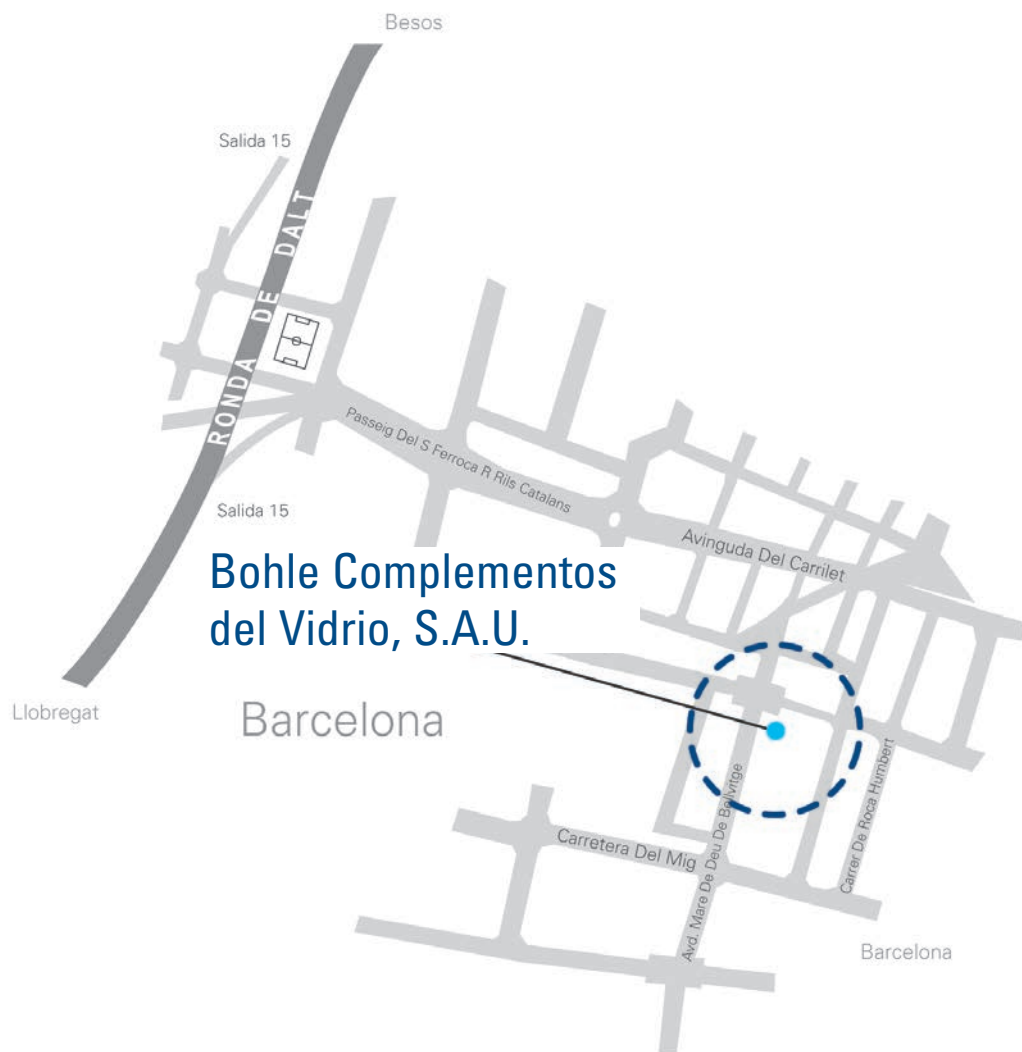 Besos
Salida 15
RONDA DE DALT
Passeig Del S Ferroca R Rils Catalans
Salida 15
Avinguda Del Carrilet
Bohle Complementos
del Vidrio, S.A.U.
Llobregat
Barcelona
Avd. Mare De Deu De Bellvitge
Carrer De Roca Humbert
Carretera Del Mig
Barcelona